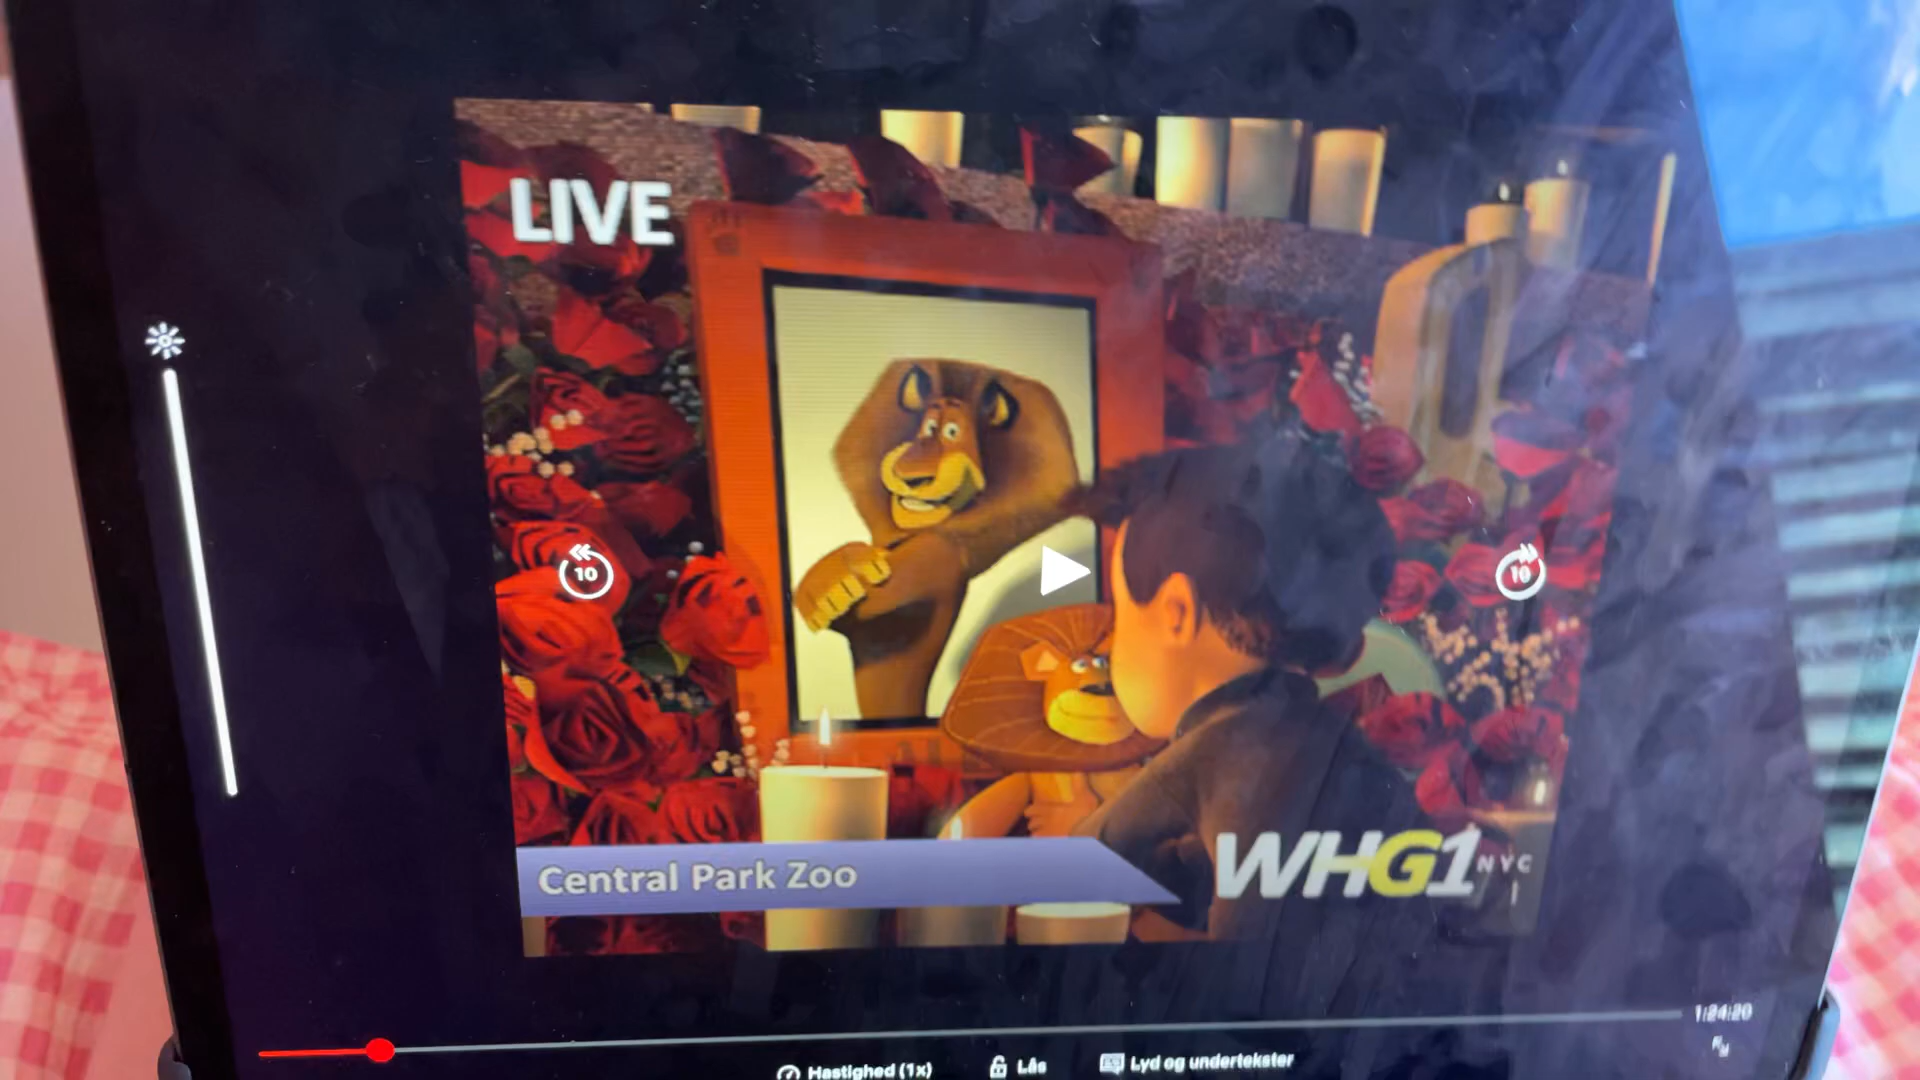 LIVE
10
10
Central Park Zoo
WHG1 NYC
1:24:20
Hastighed (1x)
Lås
Lyd og undertekster